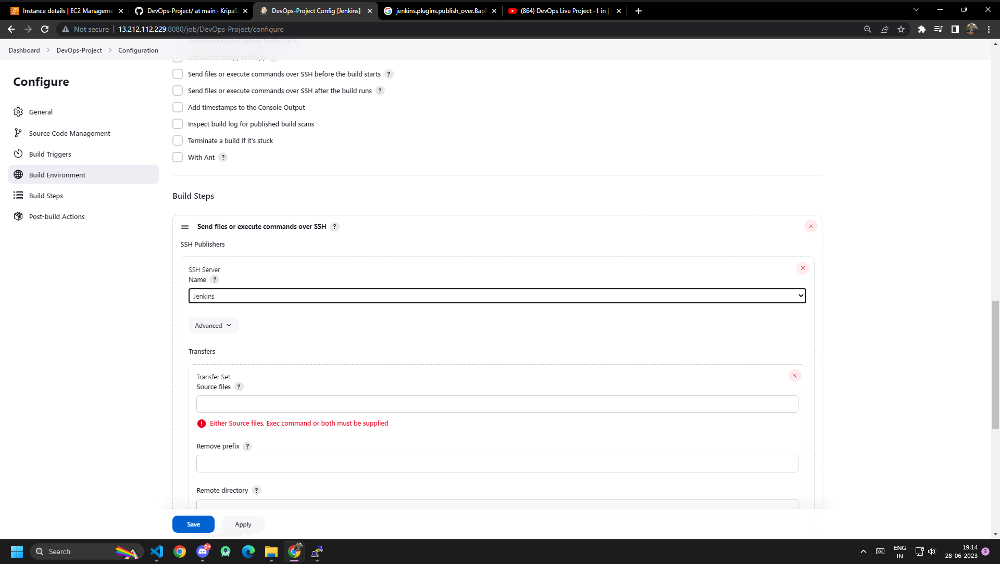 Instance details | EC2 Manageme
DevOps-Project/ at main · KripaS
DevOps-Project Config [Jenkins]
jenkins.plugins.publish_over.BapP
(864) DevOps Live Project -1 in |
Not secure
13.212.112.229:8080/job/DevOps-Project/configure
Delete workspace before build starts
Dashboard
DevOps-Project
Configuration
Use secret text(s) or file(s) ?
Configure
General
Source Code Management
Build Triggers
Build Environment
Build Steps
Post-build Actions
Send files or execute commands over SSH before the build starts ?
Send files or execute commands over SSH after the build runs ?
Add timestamps to the Console Output
Inspect build log for published build scans
Terminate a build if it's stuck
With Ant ?
Build Steps
Send files or execute commands over SSH ?
SSH Publishers
SSH Server
Name ?
Jenkins
Advanced
Transfers
Transfer Set
Source files ?
Either Source files, Exec command or both must be supplied
Remove prefix ?
Remote directory ?
Save
Apply
Exec command ?
Search
9+
ENG
IN
19:14
28-06-2023
3